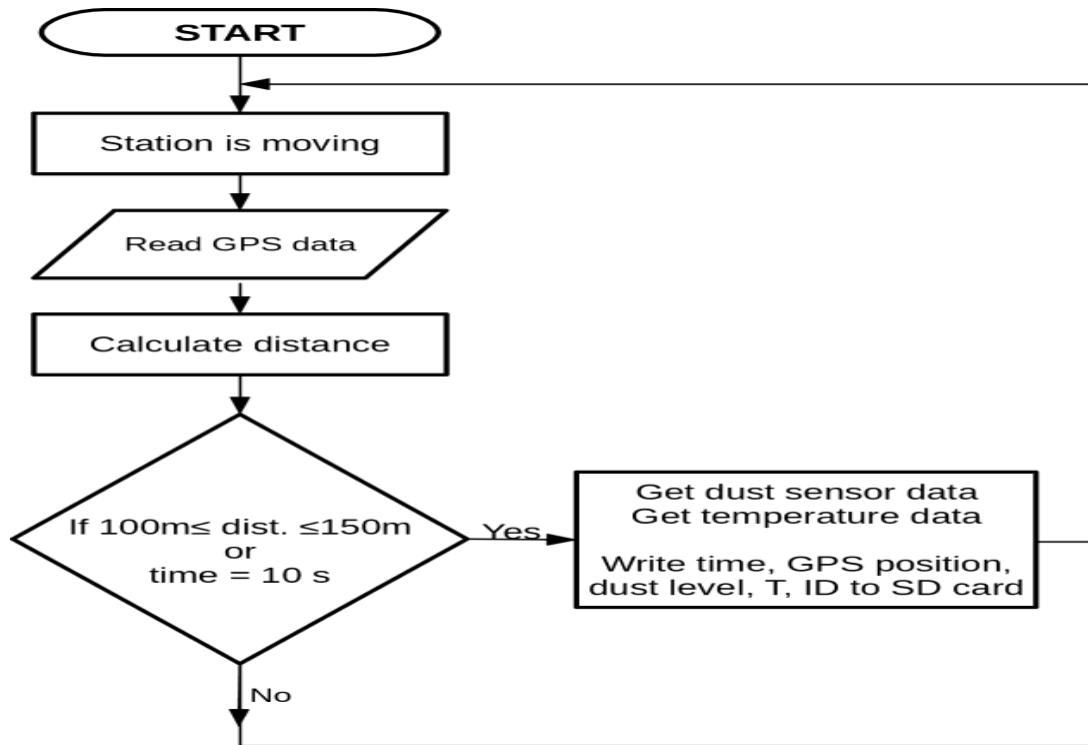 START
Station is moving
Read GPS data
Calculate distance
If 100m≤ dist. ≤150m
or
time = 10 s
Yes
Get dust sensor data
Get temperature data
Write time, GPS position,
dust level, T, ID to SD card
No